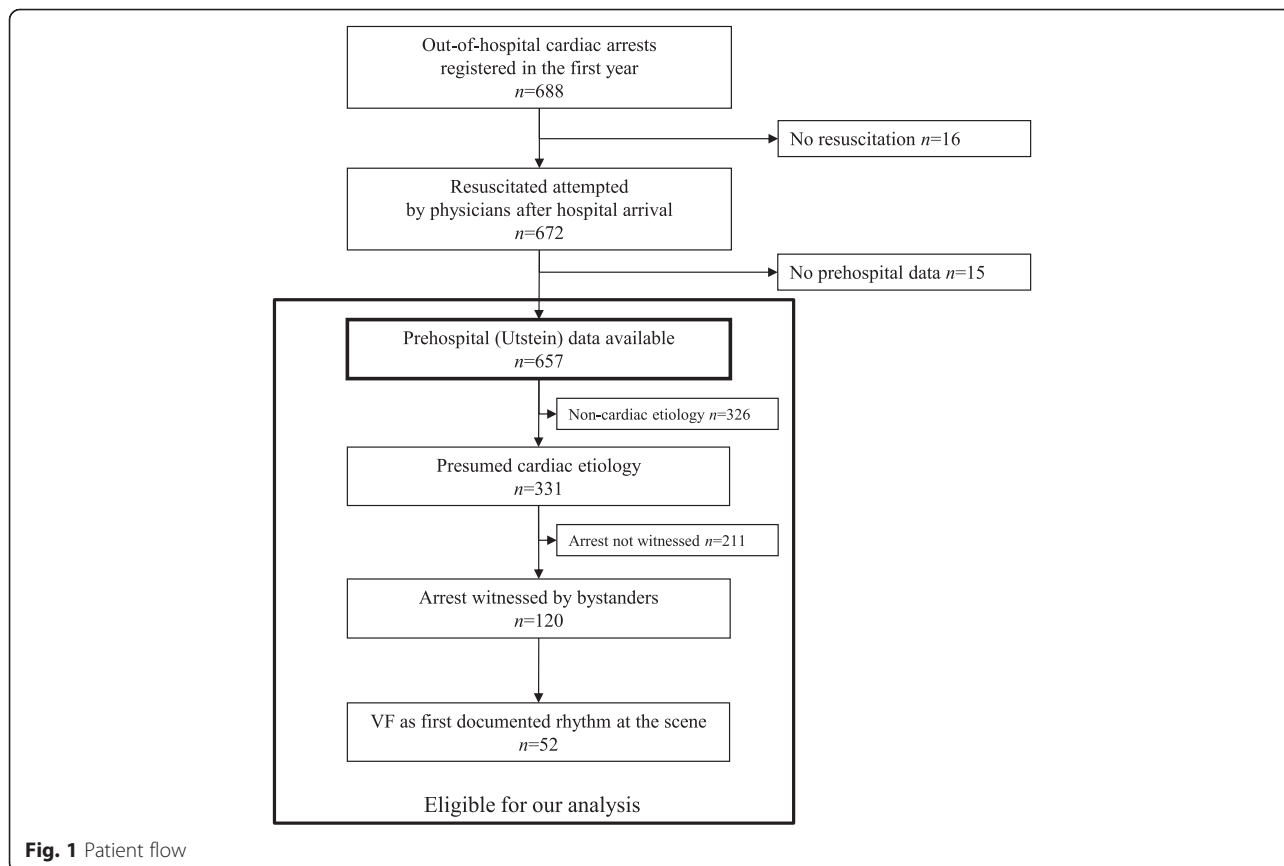 Out-of-hospital cardiac arrests
registered in the first year
n=688
No resuscitation n=16
Resuscitated attempted
by physicians after hospital arrival
n=672
No prehospital data n=15
Prehospital (Utstein) data available
n=657
Non-cardiac etiology n=326
Presumed cardiac etiology
n=331
Arrest not witnessed n=211
Arrest witnessed by bystanders
n=120
VF as first documented rhythm at the scene
n=52
Eligible for our analysis
Fig. 1 Patient flow